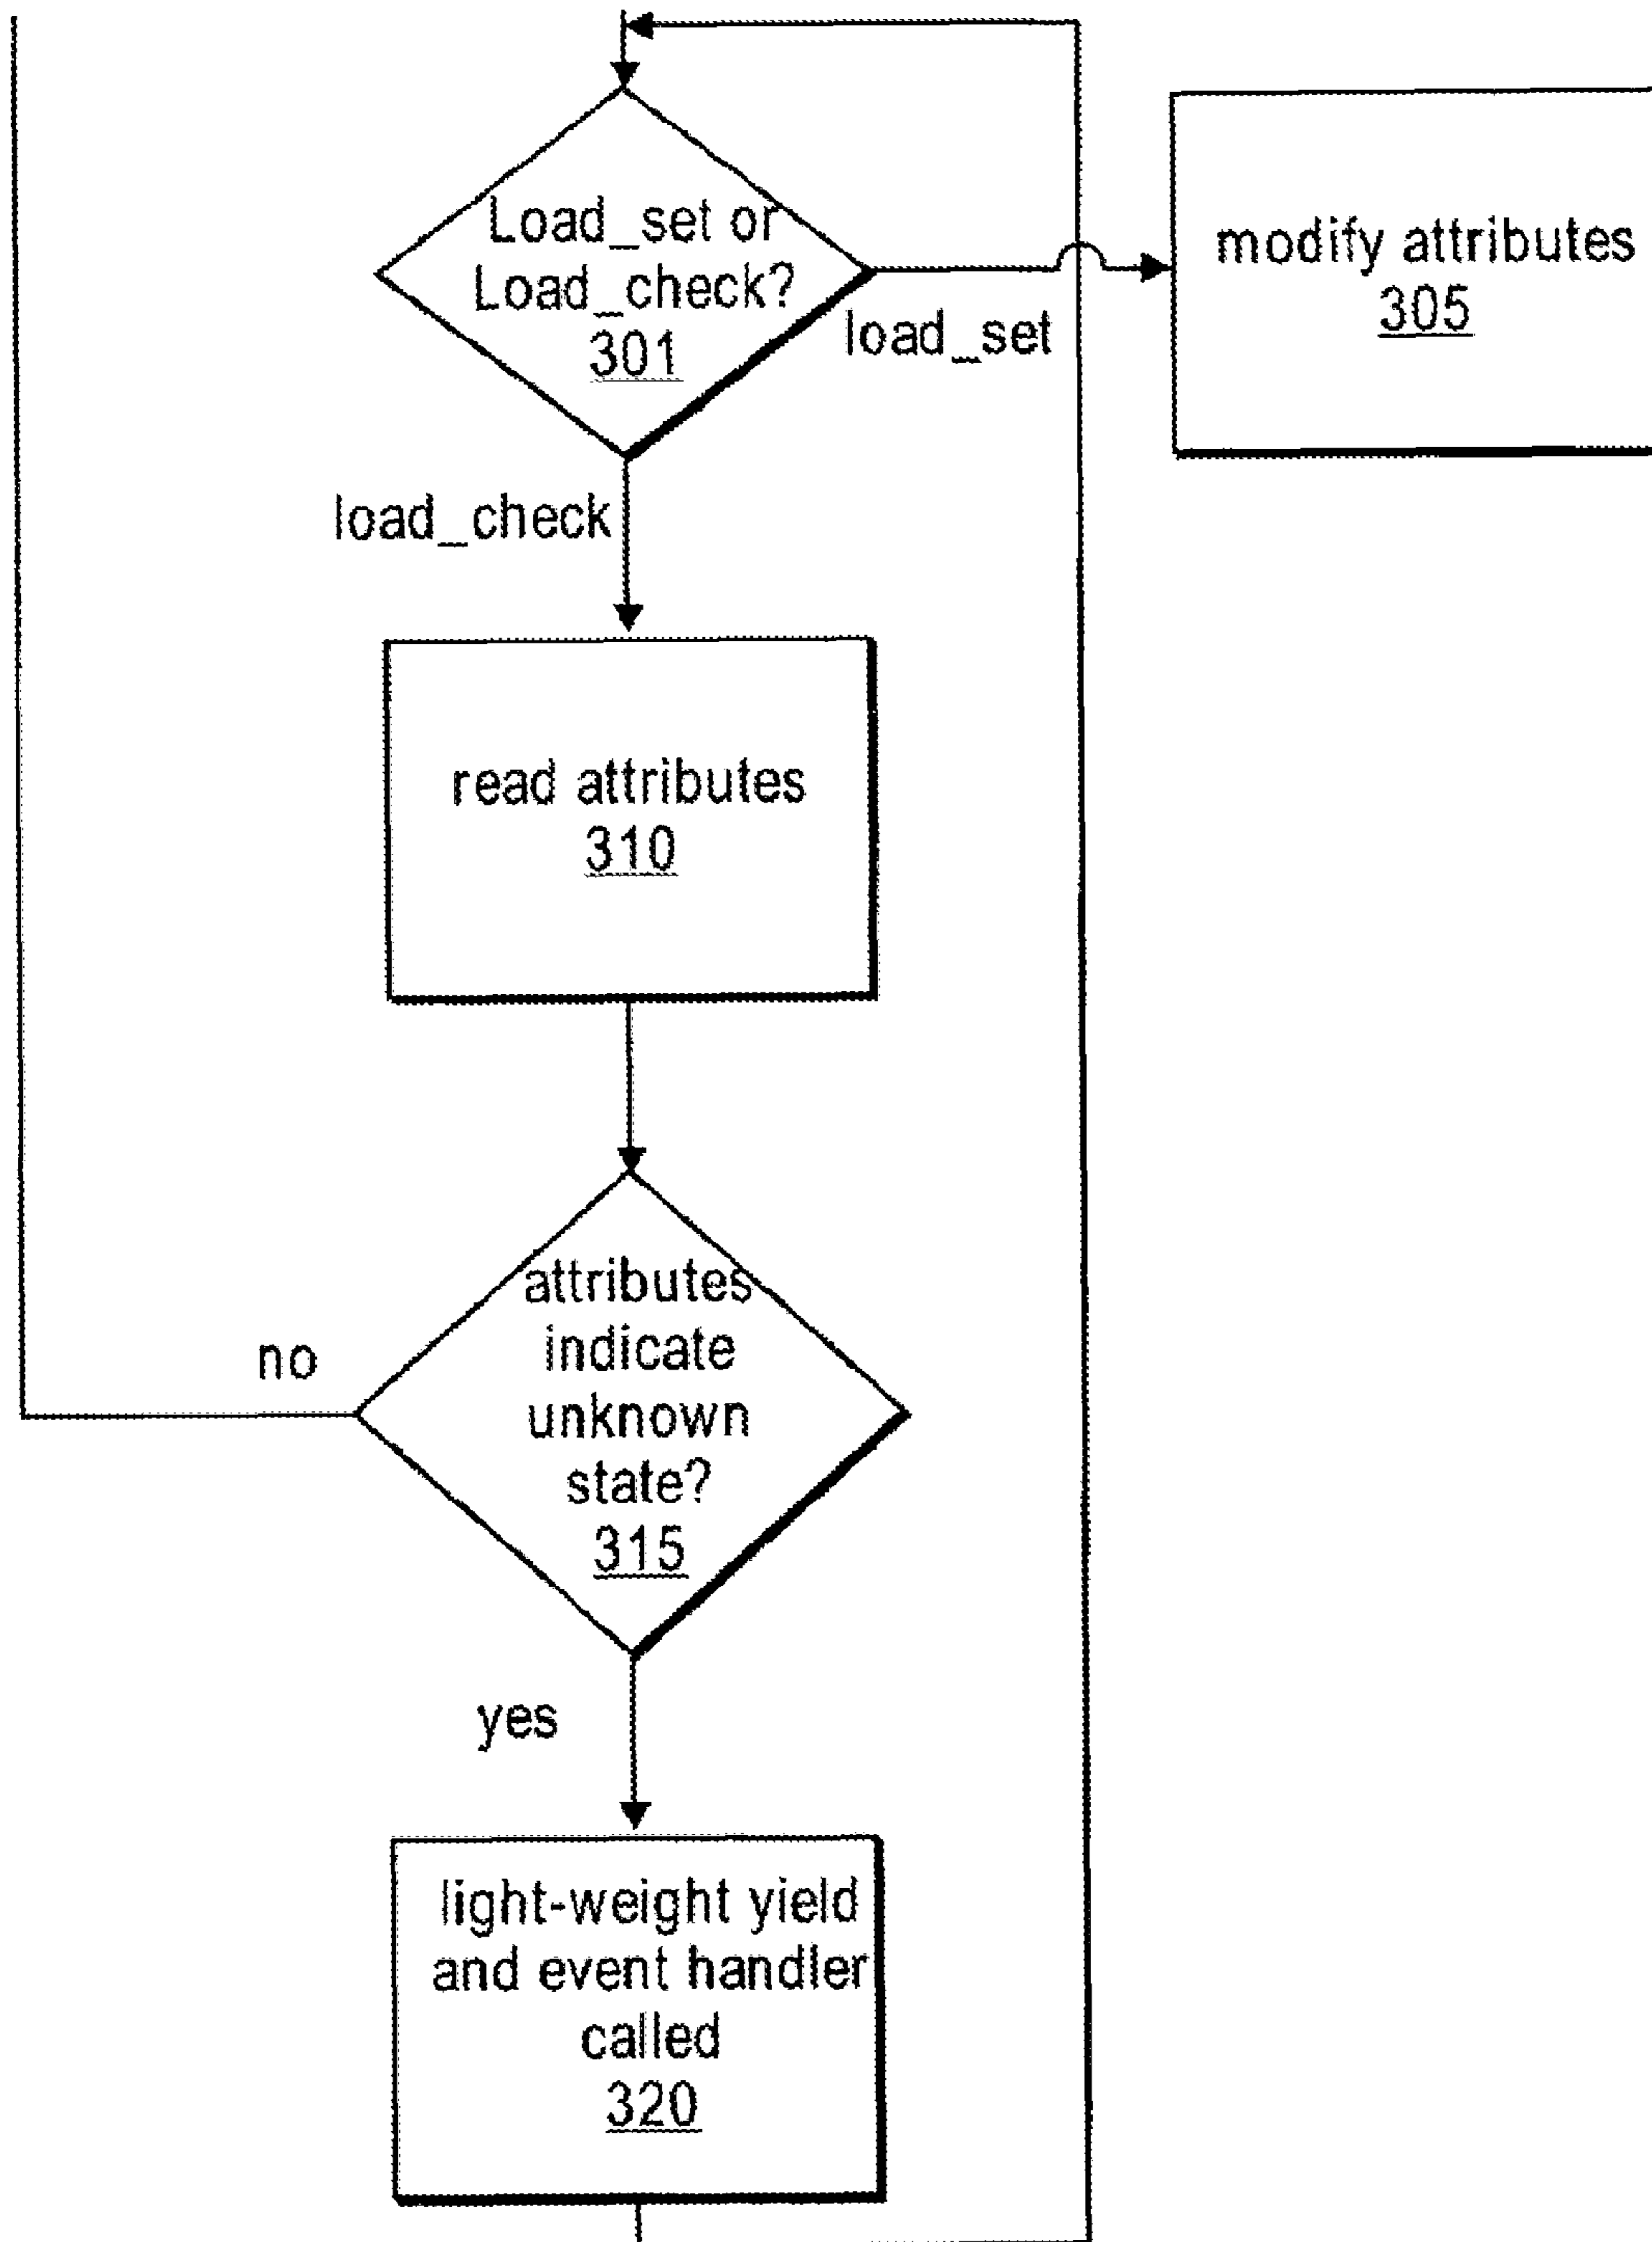 Load_set or
Load_check?
301
load_set
modify attributes
305
load_check
read attributes
310
attributes
indicate
unknown
state?
315
no
yes
light-weight yield
and event handler
called
320